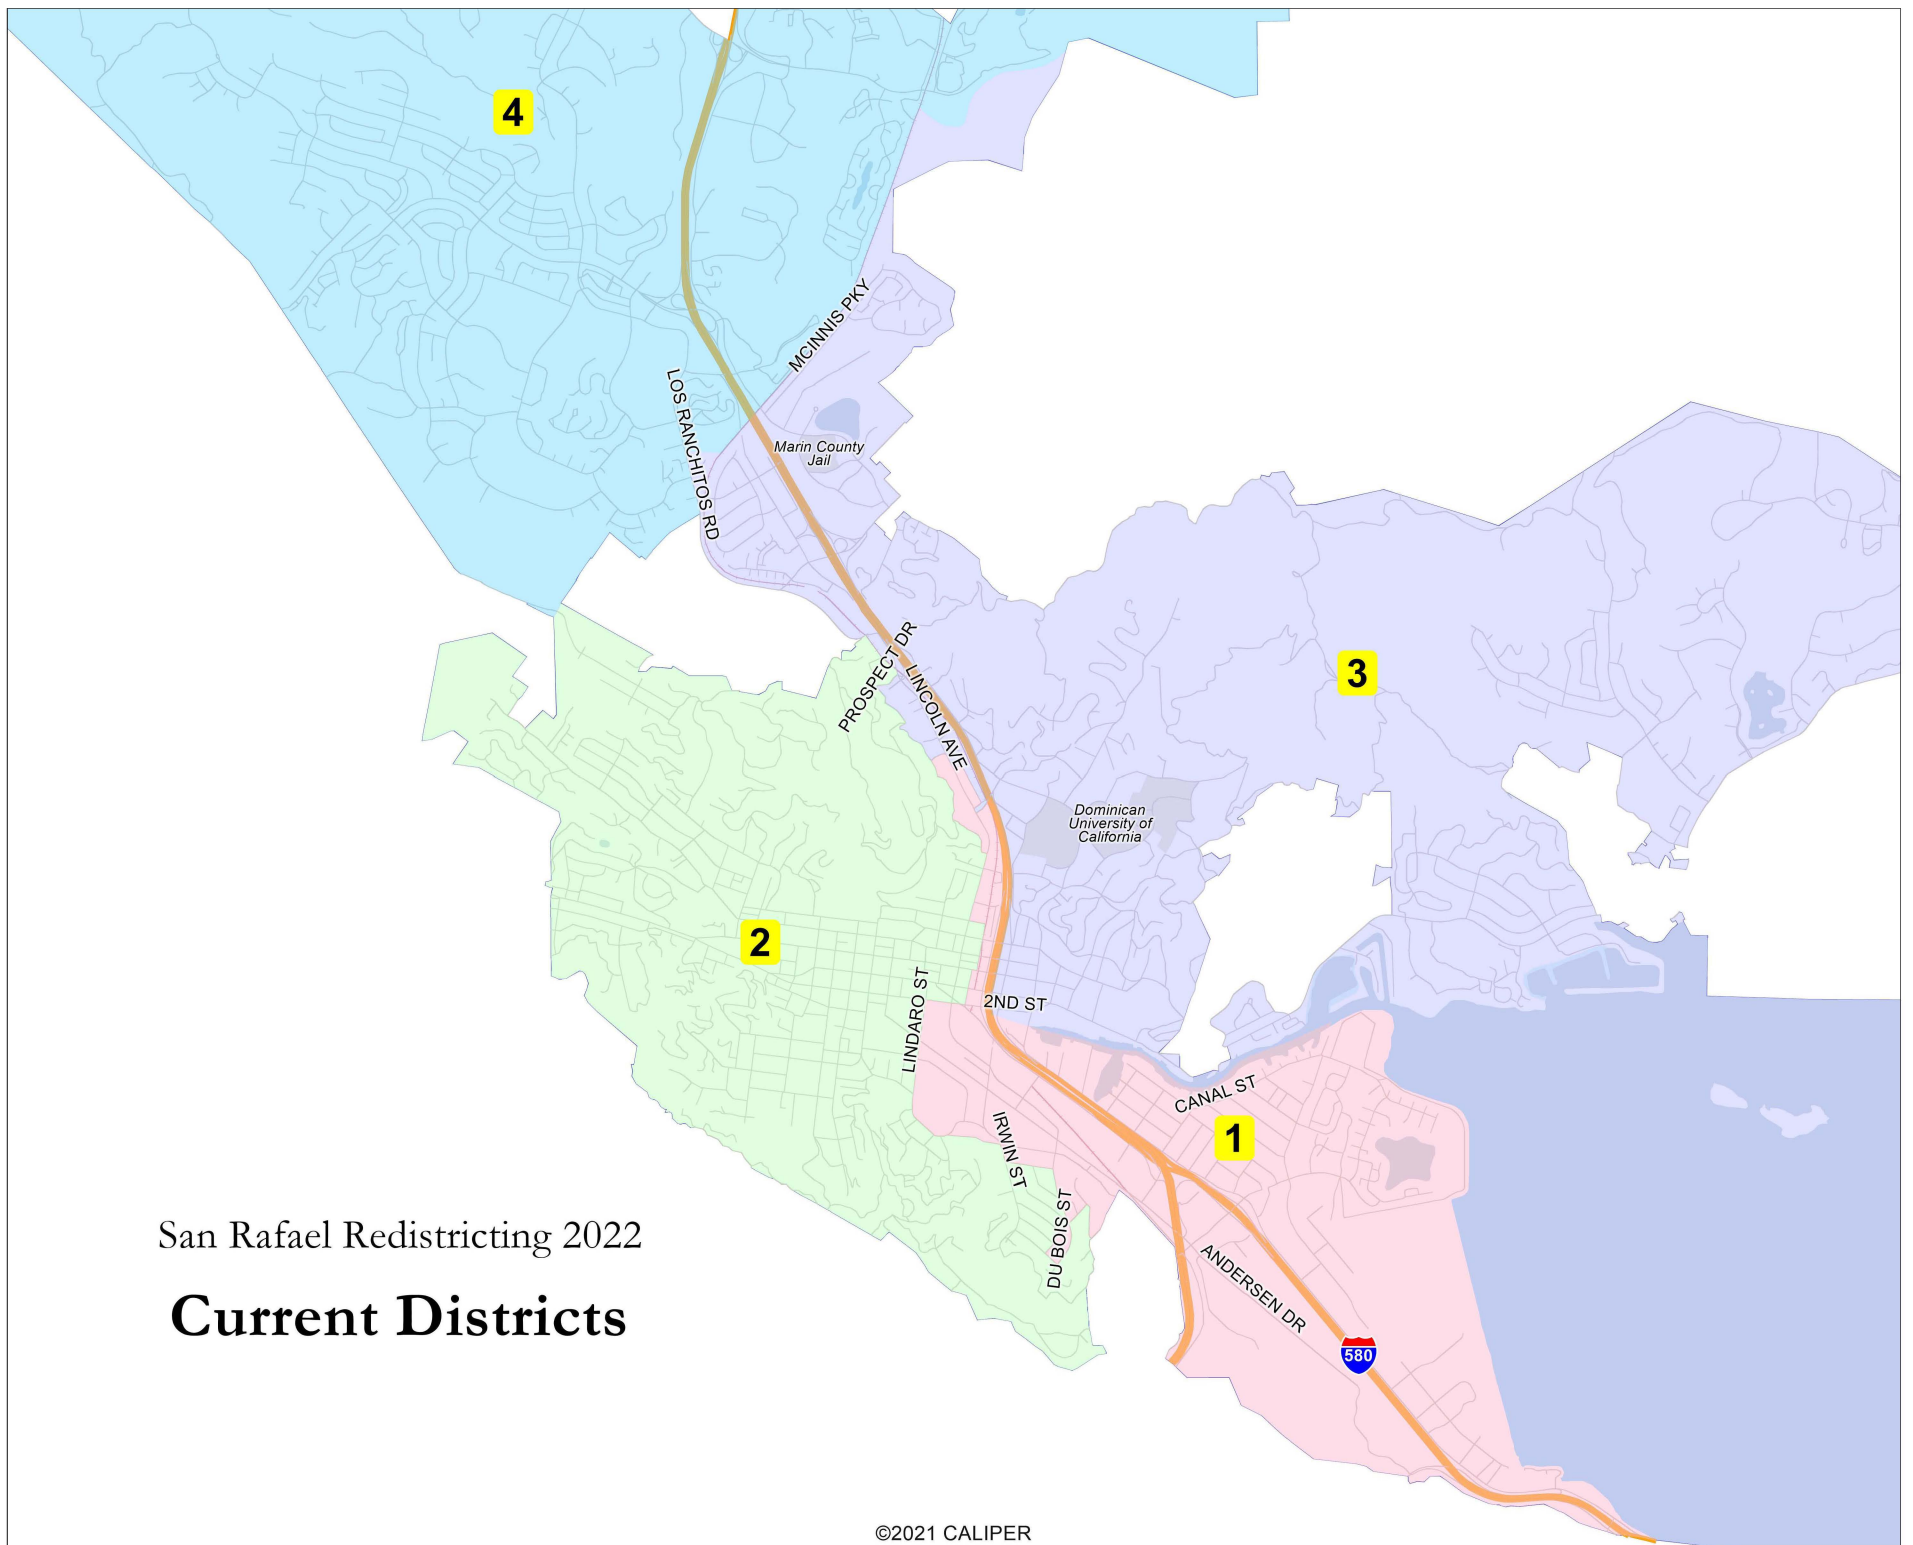 4
MCINNIS PKY
LOS RANCHITOS RD
Marin County
Jail
PROSPECT DR
LINCOLN AVE
3
Dominican
University of
California
2
LINDARO ST
2ND ST
CANAL ST
1
IRWIN ST
DU BOIS ST
ANDERSEN DR
580
San Rafael Redistricting 2022
Current Districts
©2021 CALIPER